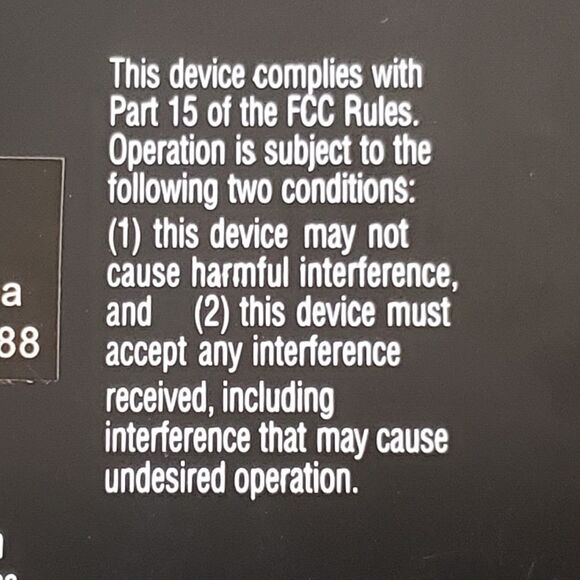 This device complies with
Part 15 of the FCC Rules.
Operation is subject to the
following two conditions:
(1) this device may not
cause harmful interference,
and (2) this device must
accept any interference
received, including
interference that may cause
undesired operation.
a
88